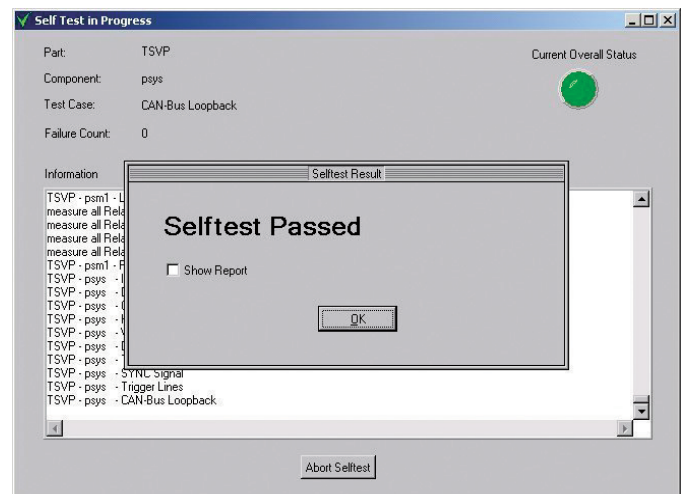 Self Test in Progress
Part: TSVP
Current Overall Status
Component: psys
Test Case: CAN-Bus Loopback
Failure Count: 0
Information
Selftest Result
Selftest Passed
Show Report
OK
TSVP - psm1 - L
measure all Rela
measure all Rela
measure all Rela
measure all Rela
TSVP - psm1 -
TSVP - psys - I
TSVP - psys -
TSVP - psys -
TSVP - psys -
TSVP - psys -
TSVP - psys -
TSVP - psys -
TSVP - psys - SYNC Signal
TSVP - psys - Trigger Lines
TSVP - psys - CAN-Bus Loopback
Abort Selftest